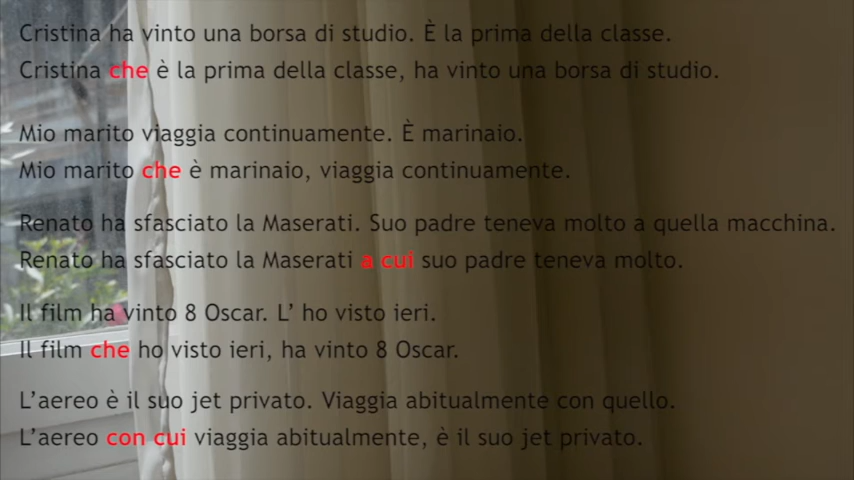 Cristina ha vinto una borsa di studio. È la prima della classe.
Cristina che è la prima della classe, ha vinto una borsa di studio.
Mio marito viaggia continuamente. È marinaio.
Mio marito che è marinaio, viaggia continuamente.
Renato ha sfasciato la Maserati. Suo padre teneva molto a quella macchina.
Renato ha sfasciato la Maserati a cui suo padre teneva molto.
Il film ha vinto 8 Oscar. L’ ho visto ieri.
Il film che ho visto ieri, ha vinto 8 Oscar.
L’aereo è il suo jet privato. Viaggia abitualmente con quello.
L’aereo con cui viaggia abitualmente, è il suo jet privato.